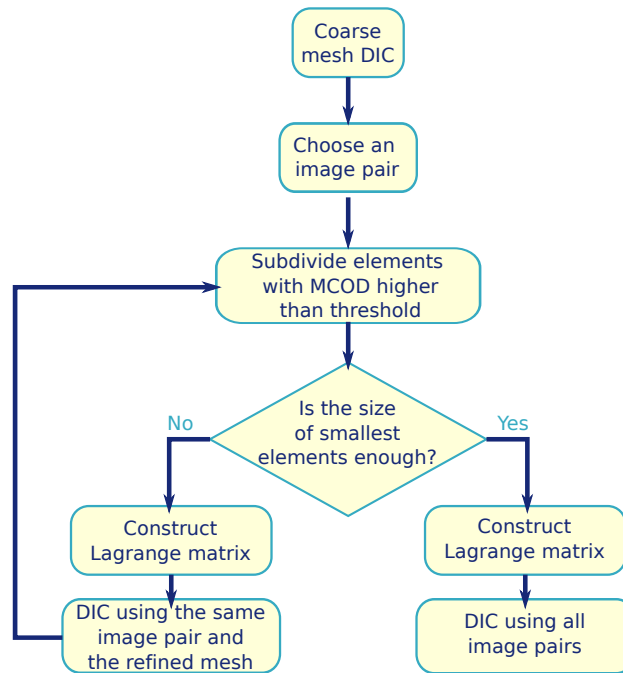 Coarse
mesh DIC
Choose an
image pair
Subdivide elements
with MCOD higher
than threshold
Is the size
of smallest
elements enough?
No
Yes
Construct
Lagrange matrix
DIC using the same
image pair and
the refined mesh
Construct
Lagrange matrix
DIC using all
image pairs